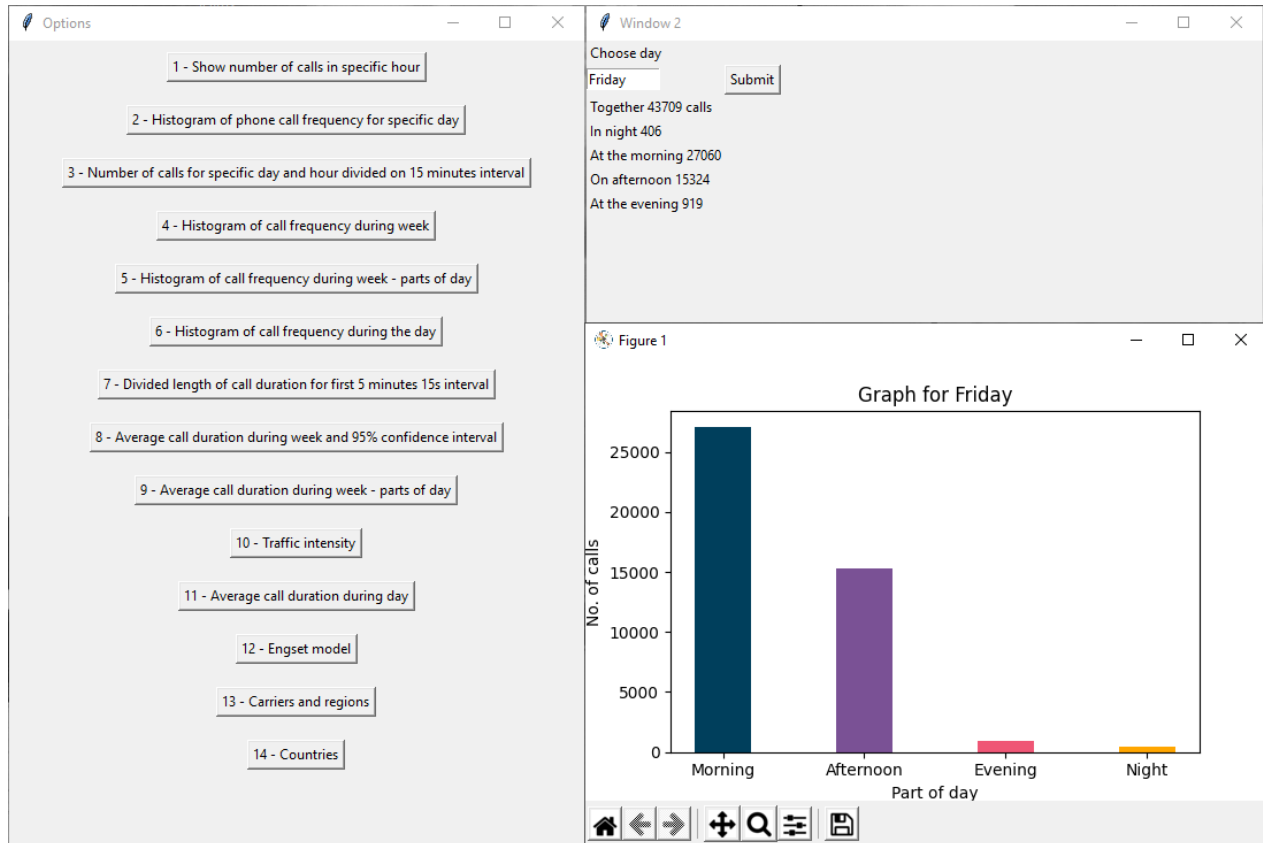 Options
1 - Show number of calls in specific hour
2 - Histogram of phone call frequency for specific day
3 - Number of calls for specific day and hour divided on 15 minutes interval
4 - Histogram of call frequency during week
5 - Histogram of call frequency during week - parts of day
6 - Histogram of call frequency during the day
7 - Divided length of call duration for first 5 minutes 15s interval
8 - Average call duration during week and 95% confidence interval
9 - Average call duration during week - parts of day
10 - Traffic intensity
11 - Average call duration during day
12 - Engset model
13 - Carriers and regions
14 - Countries
Window 2
Choose day
Friday Submit
Together 43709 calls
In night 406
At the morning 27060
On afternoon 15324
At the evening 919
Figure 1
Graph for Friday
No. of calls
25000
20000
15000
10000
5000
0
Morning Afternoon Evening Night
Part of day